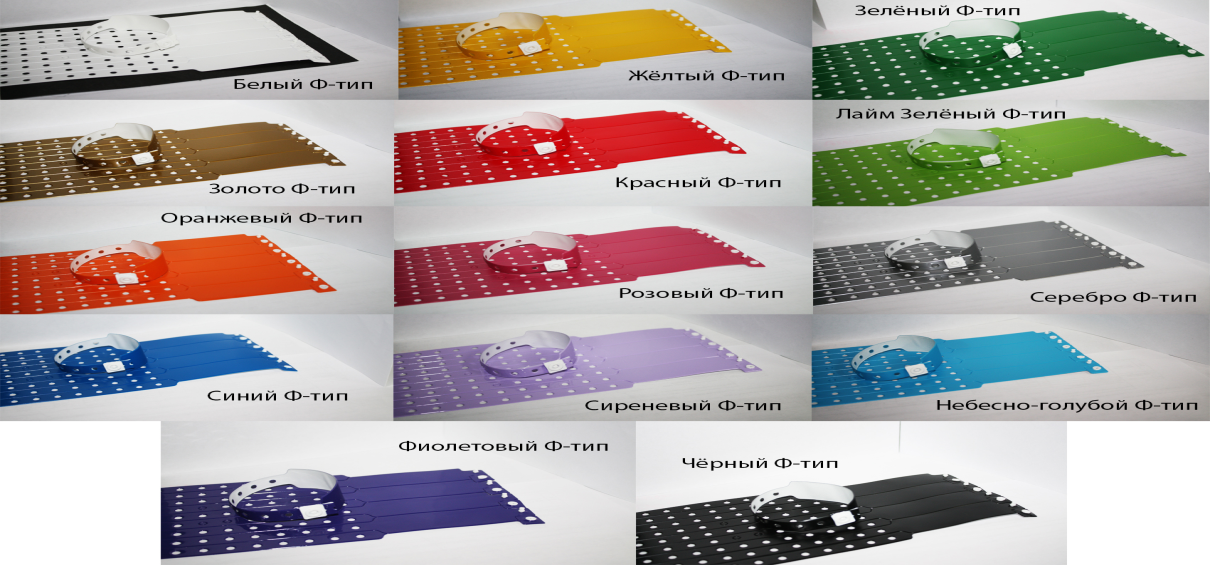 Белый Ф-тип
Жёлтый Ф-тип
Зелёный Ф-тип
Золото Ф-тип
Красный Ф-тип
Лайм Зелёный Ф-тип
Оранжевый Ф-тип
Розовый Ф-тип
Серебро Ф-тип
Синий Ф-тип
Сиреневый Ф-тип
Небесно-голубой Ф-тип
Фиолетовый Ф-тип
Чёрный Ф-тип